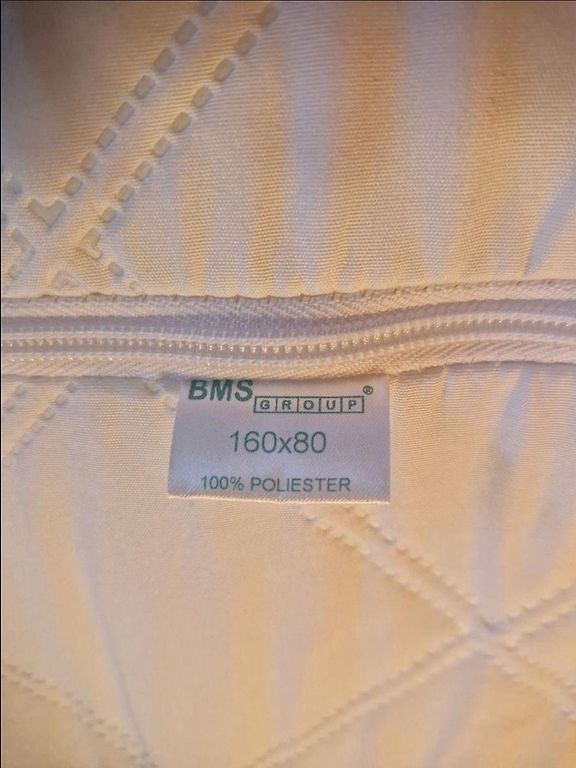 BMS
GROUP®
160x80
100% POLIESTER